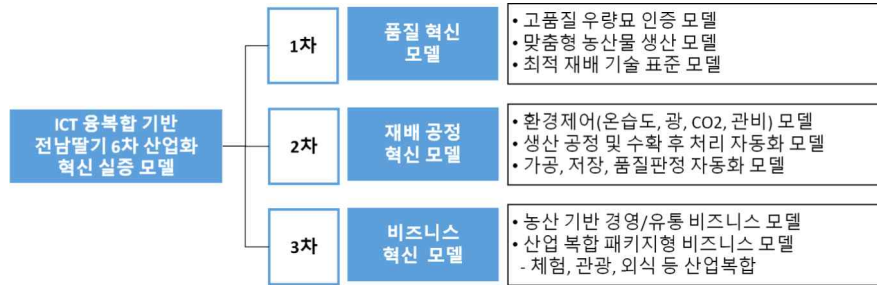 ICT 융복합 기반
전남딸기 6차 산업화
혁신 실증 모델
1차
품질 혁신
모델
• 고품질 우량묘 인증 모델
• 맞춤형 농산물 생산 모델
• 최적 재배 기술 표준 모델
2차
재배 공정
혁신 모델
• 환경제어(온습도, 광, CO2, 관비) 모델
• 생산 공정 및 수확 후 처리 자동화 모델
• 가공, 저장, 품질판정 자동화 모델
3차
비즈니스
혁신 모델
• 농산 기반 경영/유통 비즈니스 모델
• 산업 복합 패키지형 비즈니스 모델
- 체험, 관광, 외식 등 산업복합